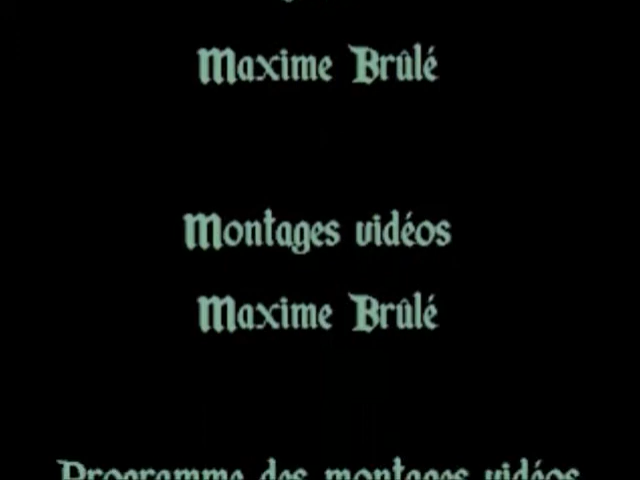 Maxime Brûlé
Montages vidéos
Maxime Brûlé
Programme des montages vidéos